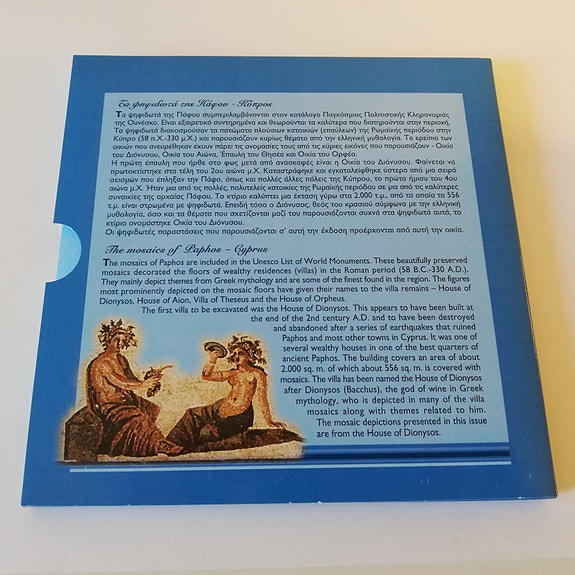 Τα ψηφιδωτά της Πάφου - Κύπρος
Τα ψηφιδωτά της Πάφου συμπεριλαμβάνονται στον κατάλογο Παγκόσμιας Πολιτιστικής Κληρονομιάς
της Ουνέσκο. Είναι εξαιρετικά συντηρημένα και θεωρούνται τα καλύτερα που διατηρούνται στην περιοχή.
Τα ψηφιδωτά διακοσμούσαν τα πατώματα πλούσιων κατοικιών (επαύλεων) της Ρωμαϊκής περιόδου στην
Κύπρο (58 π.Χ.-330 μ.Χ.) και παρουσιάζουν κυρίως θέματα από την ελληνική μυθολογία. Τα ερείπια των
οικιών που ανευρέθηκαν έχουν πάρει τις ονομασίες τους από τις κύριες εικόνες που παρουσιάζουν - Οικία
του Διόνυσου, Οικία του Αιώνα, Έπαυλη του Θησέα και Οικία του Ορφέα.
Η πρώτη έπαυλη που ήρθε στο φως μετά από ανασκαφές είναι η Οικία του Διόνυσου. Φαίνεται να
πρωτοκτίστηκε στα τέλη του 2ου αιώνα μ.Χ. Καταστράφηκε και εγκαταλείφθηκε ύστερα από μια σειρά
σεισμών που έπληξαν την Πάφο, όπως και πολλές άλλες πόλεις της Κύπρου, το πρώτο ήμισυ του 4ου
αιώνα μ.Χ. Ήταν μια από τις πολλές, πολυτελείς κατοικίες της Ρωμαϊκής περιόδου σε μια από τις καλύτερες
συνοικίες της αρχαίας Πάφου. Το κτίριο καλύπτει μια έκταση γύρω στα 2.000 τ.μ., από τα οποία τα 556
τ.μ. είναι στρωμένα με ψηφιδωτά. Επειδή τόσο ο Διόνυσος, θεός του κρασιού σύμφωνα με την ελληνική
μυθολογία, όσο και τα θέματα που σχετίζονται μαζί του παρουσιάζονται συχνά στα ψηφιδωτά αυτά, το
κτίριο ονομάστηκε Οικία του Διόνυσου.
Οι ψηφιδωτές παραστάσεις που παρουσιάζονται σ' αυτή την έκδοση προέρχονται από αυτή την οικία.
The mosaics of Paphos – Cyprus
The mosaics of Paphos are included in the Unesco List of World Monuments. These beautifully preserved
mosaics decorated the floors of wealthy residences (villas) in the Roman period (58 B.C.-330 A.D.).
They mainly depict themes from Greek mythology and are some of the finest found in the region. The figures
most prominently depicted on the mosaic floors have given their names to the villa remains – House of
Dionysos, House of Aion, Villa of Theseus and the House of Orpheus.
The first villa to be excavated was the House of Dionysos. This appears to have been built at
the end of the 2nd century A.D. and to have been destroyed
and abandoned after a series of earthquakes that ruined
Paphos and most other towns in Cyprus. It was one of
several wealthy houses in one of the best quarters of
ancient Paphos. The building covers an area of about
2.000 sq. m. of which about 556 sq. m. is covered with
mosaics. The villa has been named the House of Dionysos
after Dionysos (Bacchus), the god of wine in Greek
mythology, who is depicted in many of the villa
mosaics along with themes related to him.
The mosaic depictions presented in this issue
are from the House of Dionysos.